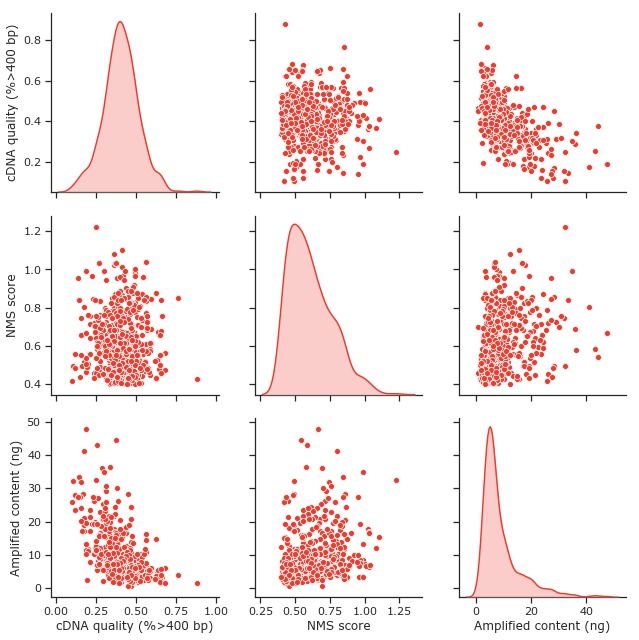 cDNA quality (%>400 bp)
0.8
0.6
0.4
0.2
NMS score
1.2
1.0
0.8
0.6
0.4
Amplified content (ng)
50
40
30
20
10
0
0.00 0.25 0.50 0.75 1.00
0.25 0.50 0.75 1.00 1.25
0 20 40
cDNA quality (%>400 bp)
NMS score
Amplified content (ng)